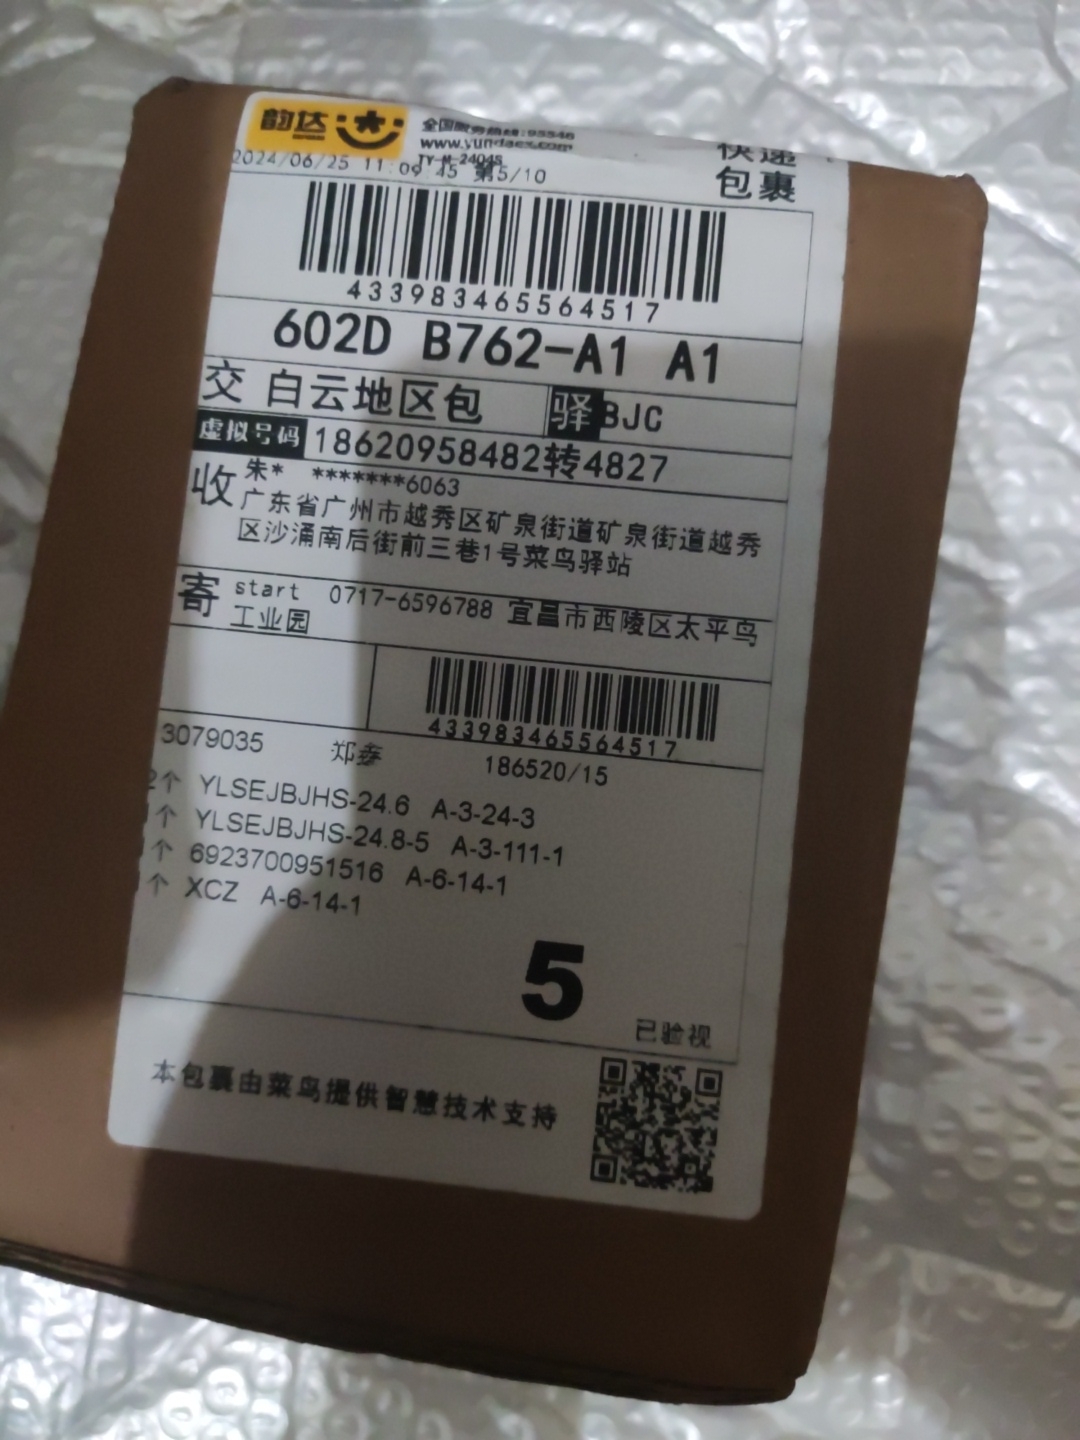 韵达
全国服务热线:95546
www.yundaex.com
TY-M-24045
快递
包裹
2024/06/25 11:09:45 第5/10
433983465564517
602D B762-A1 A1
交 白云地区包 驿 BJC
虚拟号码 18620958482转4827
收 朱* *******6063
广东省广州市越秀区矿泉街道矿泉街道越秀
区沙涌南后街前三巷1号菜鸟驿站
寄 start 0717-6596788 宜昌市西陵区太平鸟
工业园
433983465564517
3079035 郑鑫 186520/15
2个 YLSEJBJHS-24.6 A-3-24-3
个 YLSEJBJHS-24.8-5 A-3-111-1
个 6923700951516 A-6-14-1
个 XCZ A-6-14-1
5
已验视
本包裹由菜鸟提供智慧技术支持